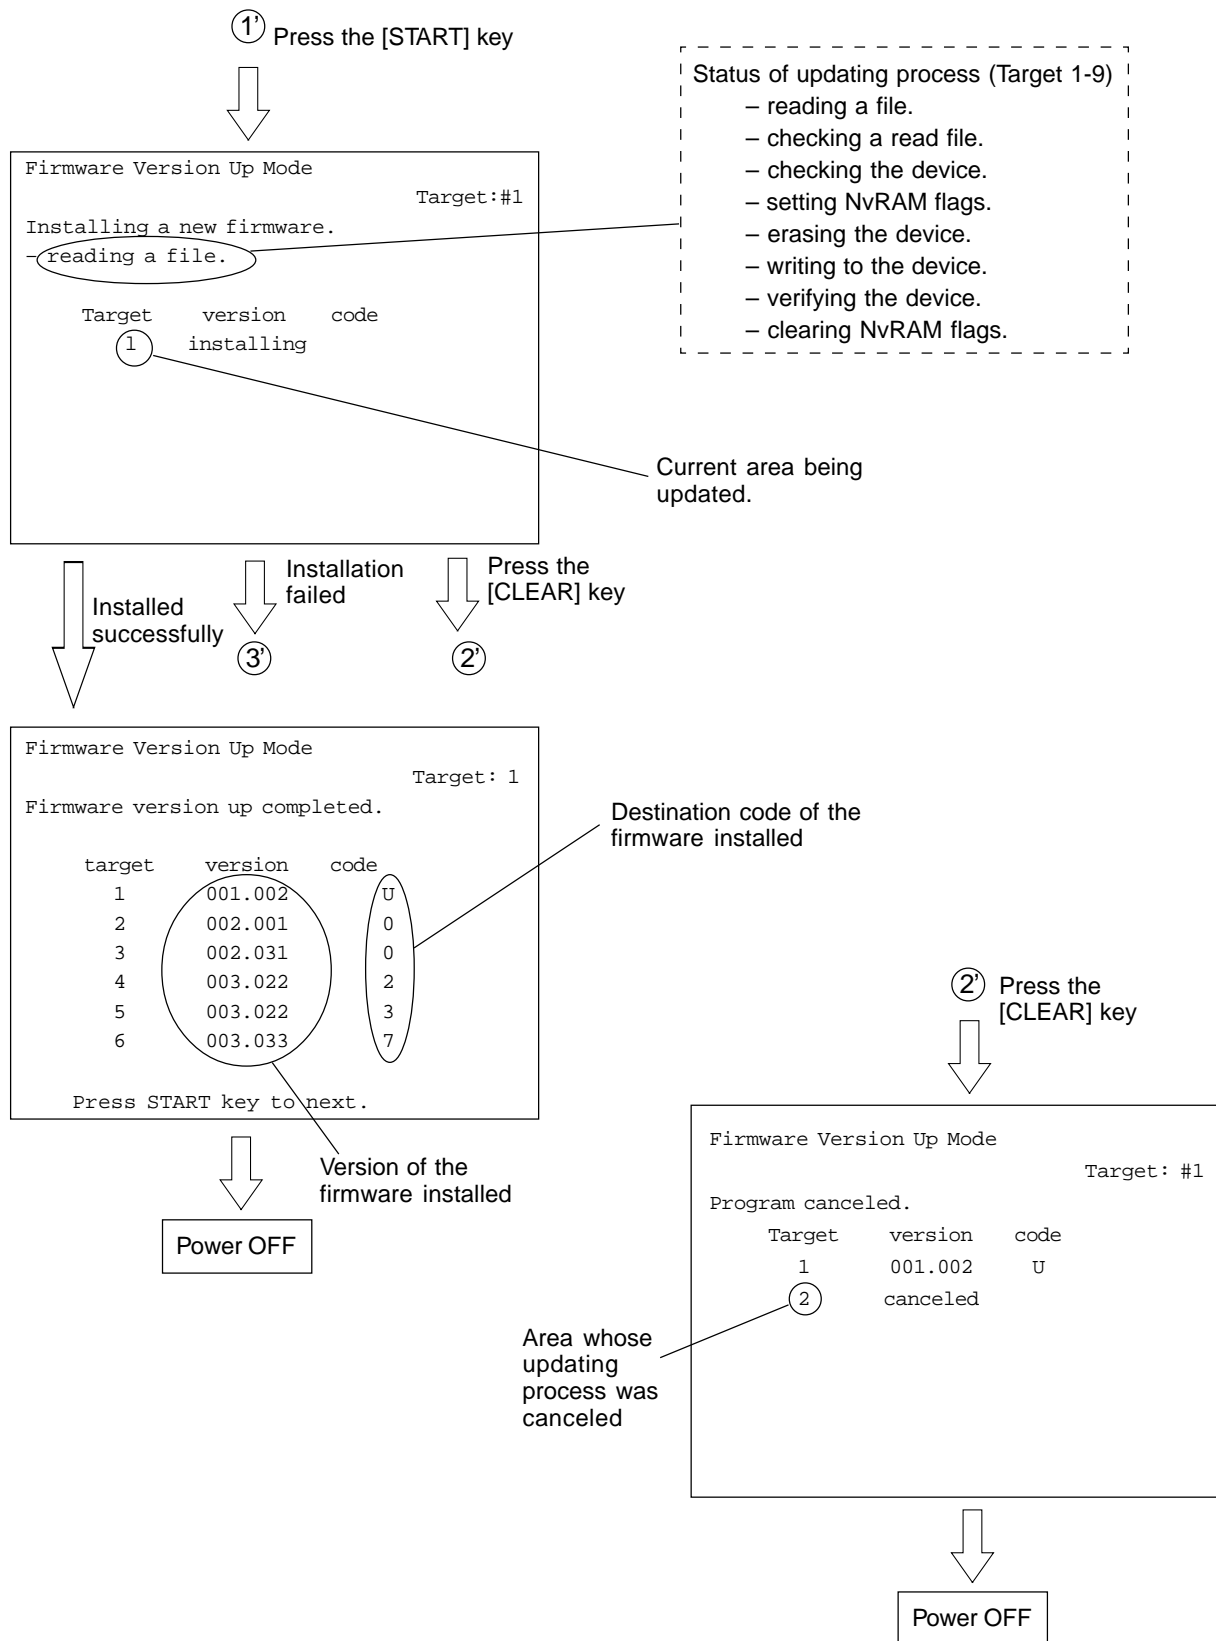 1’ Press the [START] key
Status of updating process (Target 1-9)
– reading a file.
– checking a read file.
– checking the device.
– setting NvRAM flags.
– erasing the device.
– writing to the device.
– verifying the device.
– clearing NvRAM flags.
Firmware Version Up Mode
Target:#1
Installing a new firmware.
– reading a file.
Target version code
1 installing
Current area being
updated.
Installed
successfully
Installation
failed
3’
Press the
[CLEAR] key
2’
Firmware Version Up Mode
Target: 1
Firmware version up completed.
target version code
1 001.002 U
2 002.001 0
3 002.031 0
4 003.022 2
5 003.022 3
6 003.033 7
Press START key to next.
Destination code of the
firmware installed
Version of the
firmware installed
Power OFF
2’ Press the
[CLEAR] key
Firmware Version Up Mode
Target: #1
Program canceled.
Target version code
1 001.002 U
2 canceled
Area whose
updating
process was
canceled
Power OFF